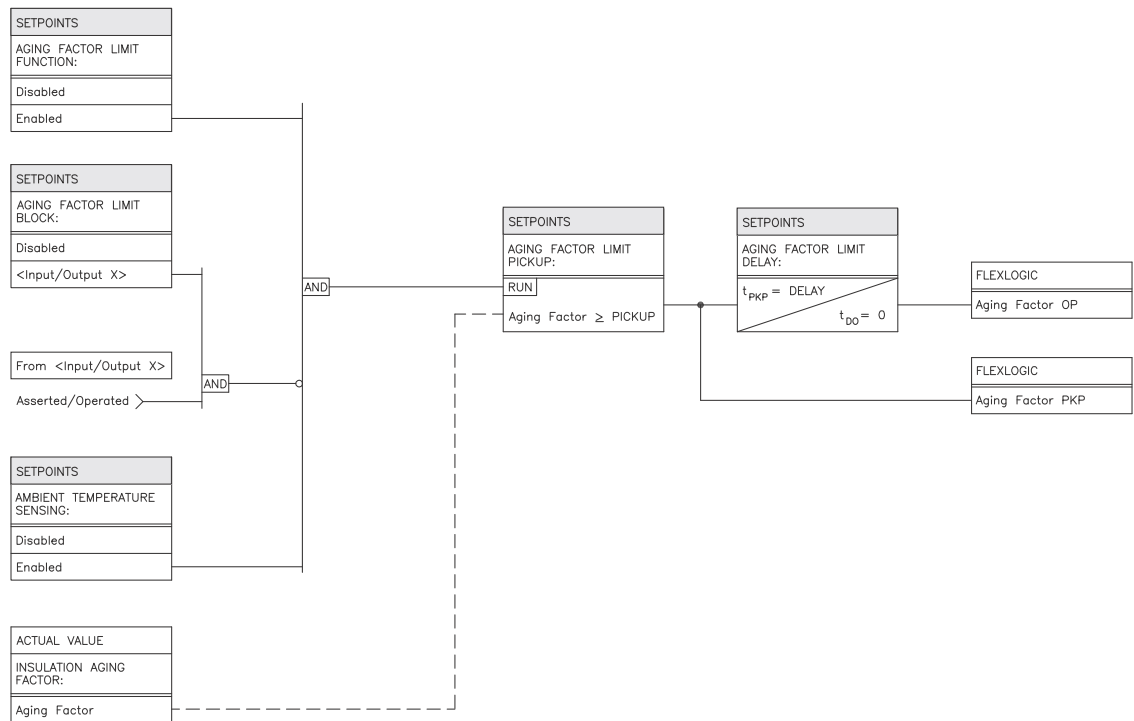 SETPOINTS
AGING FACTOR LIMIT
FUNCTION:
Disabled
Enabled
SETPOINTS
AGING FACTOR LIMIT
BLOCK:
Disabled
<Input/Output X>
From <Input/Output X>
Asserted/Operated
AND
SETPOINTS
AMBIENT TEMPERATURE
SENSING:
Disabled
Enabled
ACTUAL VALUE
INSULATION AGING
FACTOR:
Aging Factor
AND
SETPOINTS
AGING FACTOR LIMIT
PICKUP:
RUN
Aging Factor ≥ PICKUP
SETPOINTS
AGING FACTOR LIMIT
DELAY:
tPKP = DELAY
tDO = 0
FLEXLOGIC
Aging Factor OP
FLEXLOGIC
Aging Factor PKP